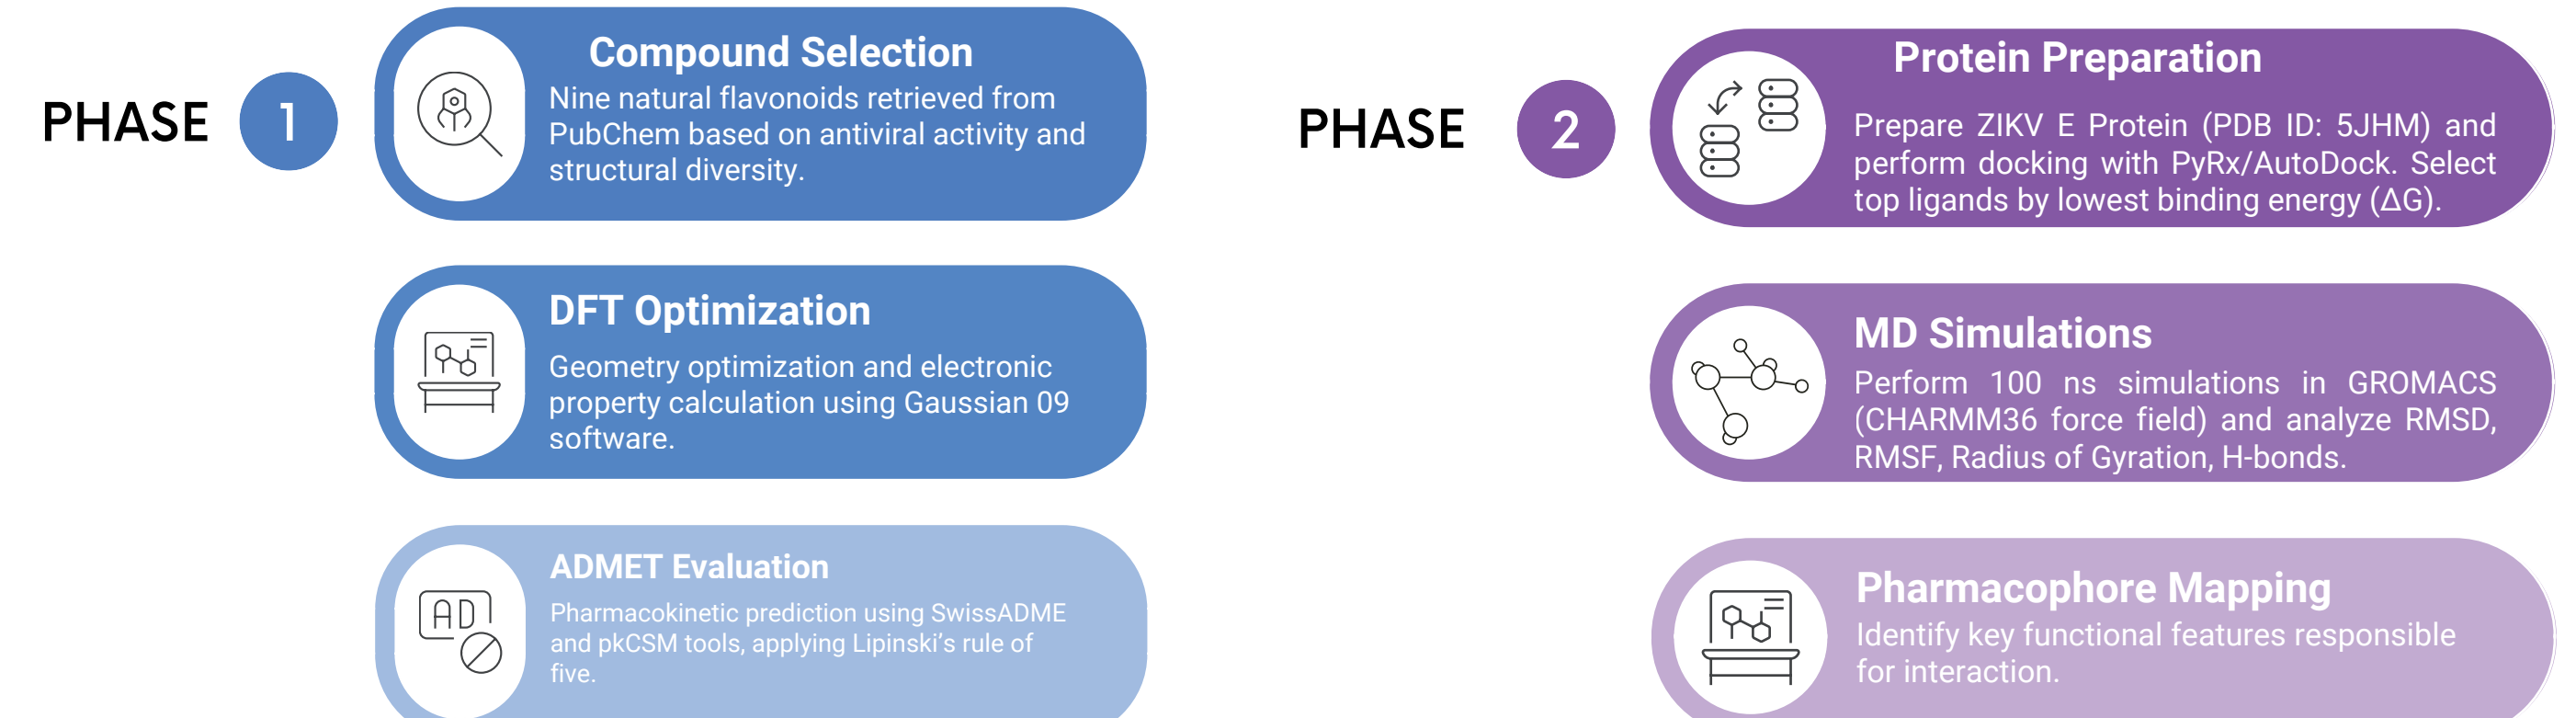 PHASE 1
Compound Selection
Nine natural flavonoids retrieved from
PubChem based on antiviral activity and
structural diversity.
DFT Optimization
Geometry optimization and electronic
property calculation using Gaussian 09
software.
AD
ADMET Evaluation
Pharmacokinetic prediction using SwissADME
and pkCSM tools, applying Lipinski's rule of
five.
PHASE 2
Protein Preparation
Prepare ZIKV E Protein (PDB ID: 5JHM) and
perform docking with PyRx/AutoDock. Select
top ligands by lowest binding energy (ΔG).
MD Simulations
Perform 100 ns simulations in GROMACS
(CHARMM36 force field) and analyze RMSD,
RMSF, Radius of Gyration, H-bonds.
Pharmacophore Mapping
Identify key functional features responsible
for interaction.